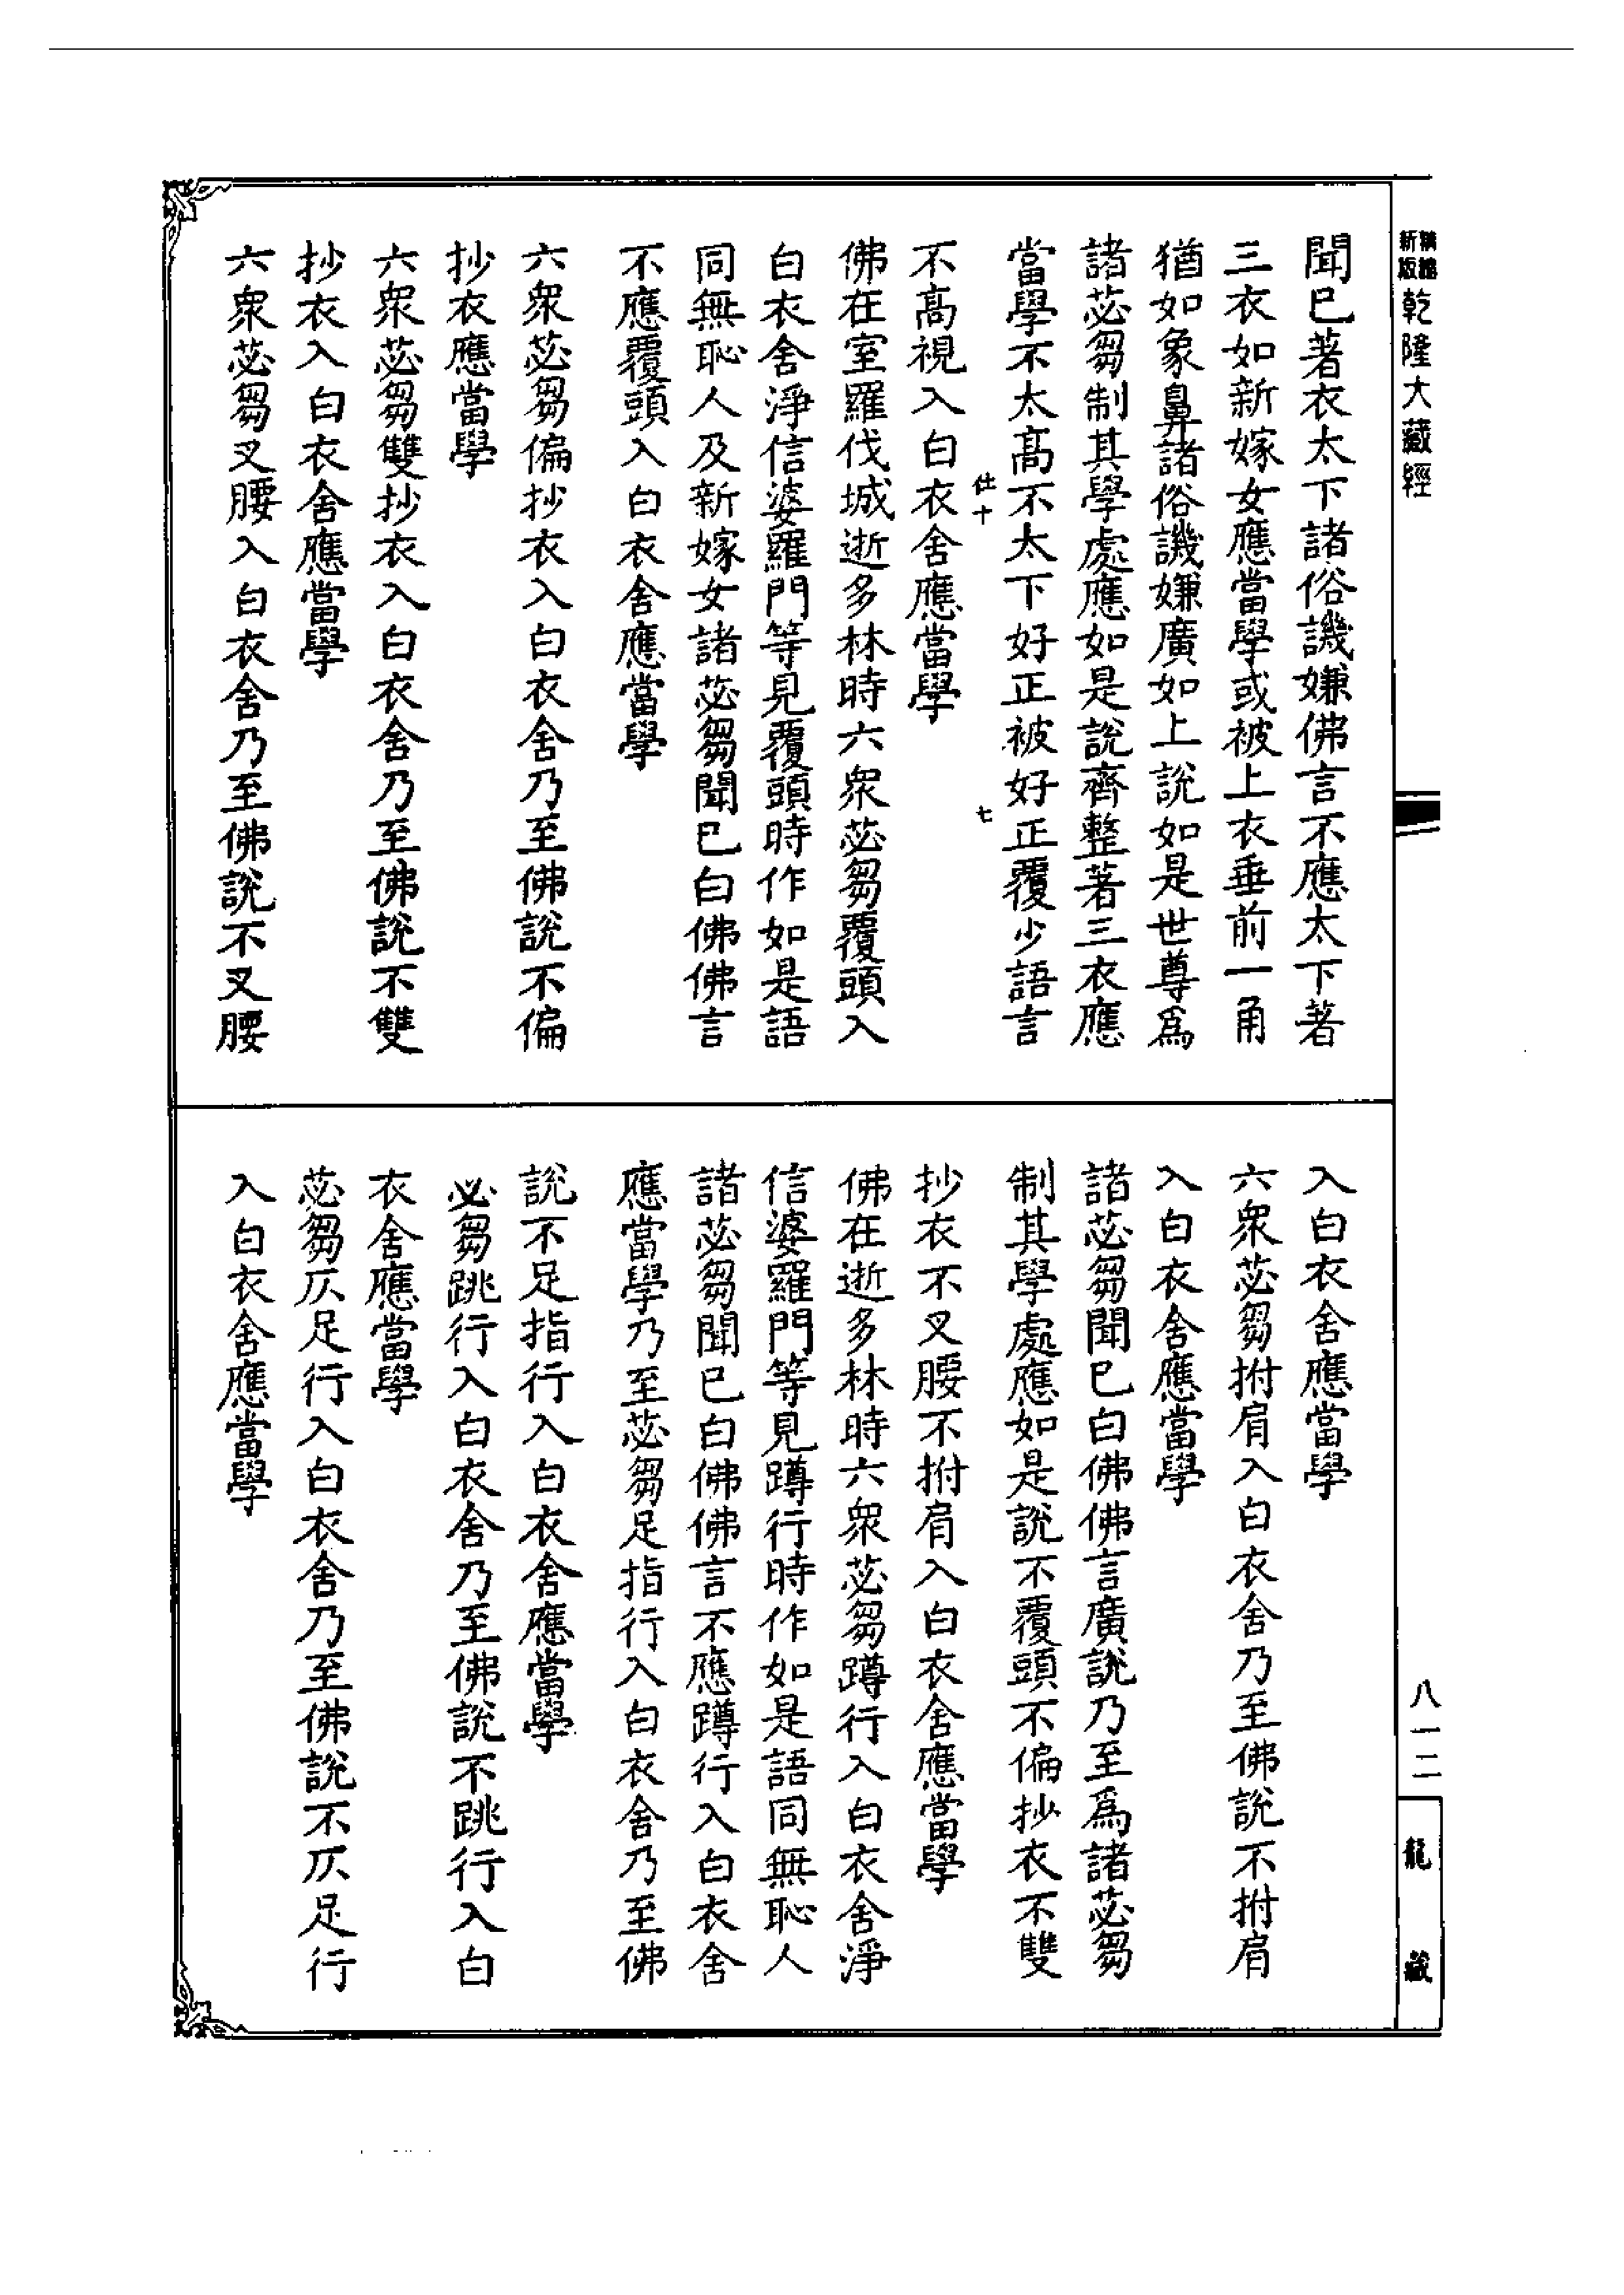 新版精縮乾隆大藏經
聞已著衣太下諸俗譏嫌佛言不應太下著
三衣如新嫁女應當學或被上衣垂前一角
猶如象鼻諸俗譏嫌廣如上說如是世尊爲
諸苾芻制其學處應如是說齊整著三衣應
當學不太高不太下好正被好正覆少語言
仕十 七
不高視入白衣舍應當學
佛在室羅伐城逝多林時六衆苾芻覆頭入
白衣舍淨信婆羅門等見覆頭時作如是語
同無恥人及新嫁女諸苾芻聞已白佛佛言
不應覆頭入白衣舍應當學
六衆苾芻偏抄衣入白衣舍乃至佛說不偏
抄衣應當學
六衆苾芻雙抄衣入白衣舍乃至佛說不雙
抄衣入白衣舍應當學
六衆苾芻叉腰入白衣舍乃至佛說不叉腰
入白衣舍應當學
六衆苾芻拊肩入白衣舍乃至佛說不拊肩
入白衣舍應當學
諸苾芻聞已白佛佛言廣說乃至爲諸苾芻
制其學處應如是說不覆頭不偏抄衣不雙
抄衣不叉腰不拊肩入白衣舍應當學
佛在逝多林時六衆苾芻蹲行入白衣舍淨
信婆羅門等見蹲行時作如是語同無恥人
諸苾芻聞已白佛佛言不應蹲行入白衣舍
應當學乃至苾芻足指行入白衣舍乃至佛
說不足指行入白衣舍應當學
苾芻跳行入白衣舍乃至佛說不跳行入白
衣舍應當學
苾芻仄足行入白衣舍乃至佛說不仄足行
入白衣舍應當學
八一二
龍藏